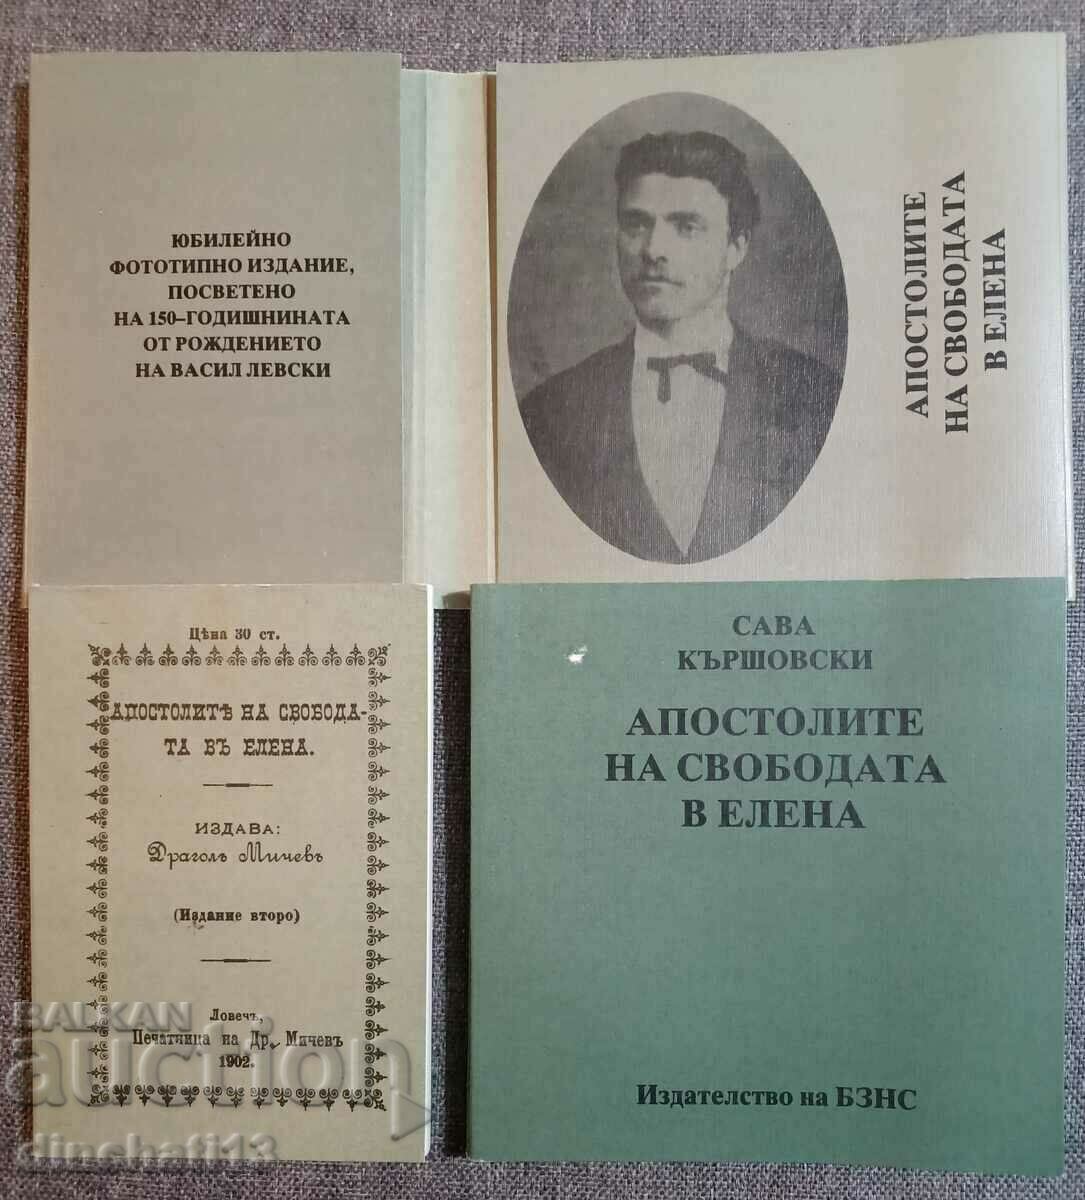 ЮБИЛЕЙНО
ФОТОТИПНО ИЗДАНИЕ,
ПОСВЕТЕНО
НА 150–ГОДИШНИНАТА
ОТ РОЖДЕНИЕТО
НА ВАСИЛ ЛЕВСКИ
АПОСТОЛИТЕ
НА СВОБОДАТА
В ЕЛЕНА
Цѣна 30 ст.
АПОСТОЛИТѢ НА СВОБОДА-
ТА ВЪ ЕЛЕНА.
ИЗДАВА:
Драголъ Мичевъ
(Издание второ)
Ловечъ,
Печатница на Др. Мичевъ
1902.
САВА
КЪРШОВСКИ
АПОСТОЛИТЕ
НА СВОБОДАТА
В ЕЛЕНА
Издателство на БЗНС
BALKAN
auction
dinchati13